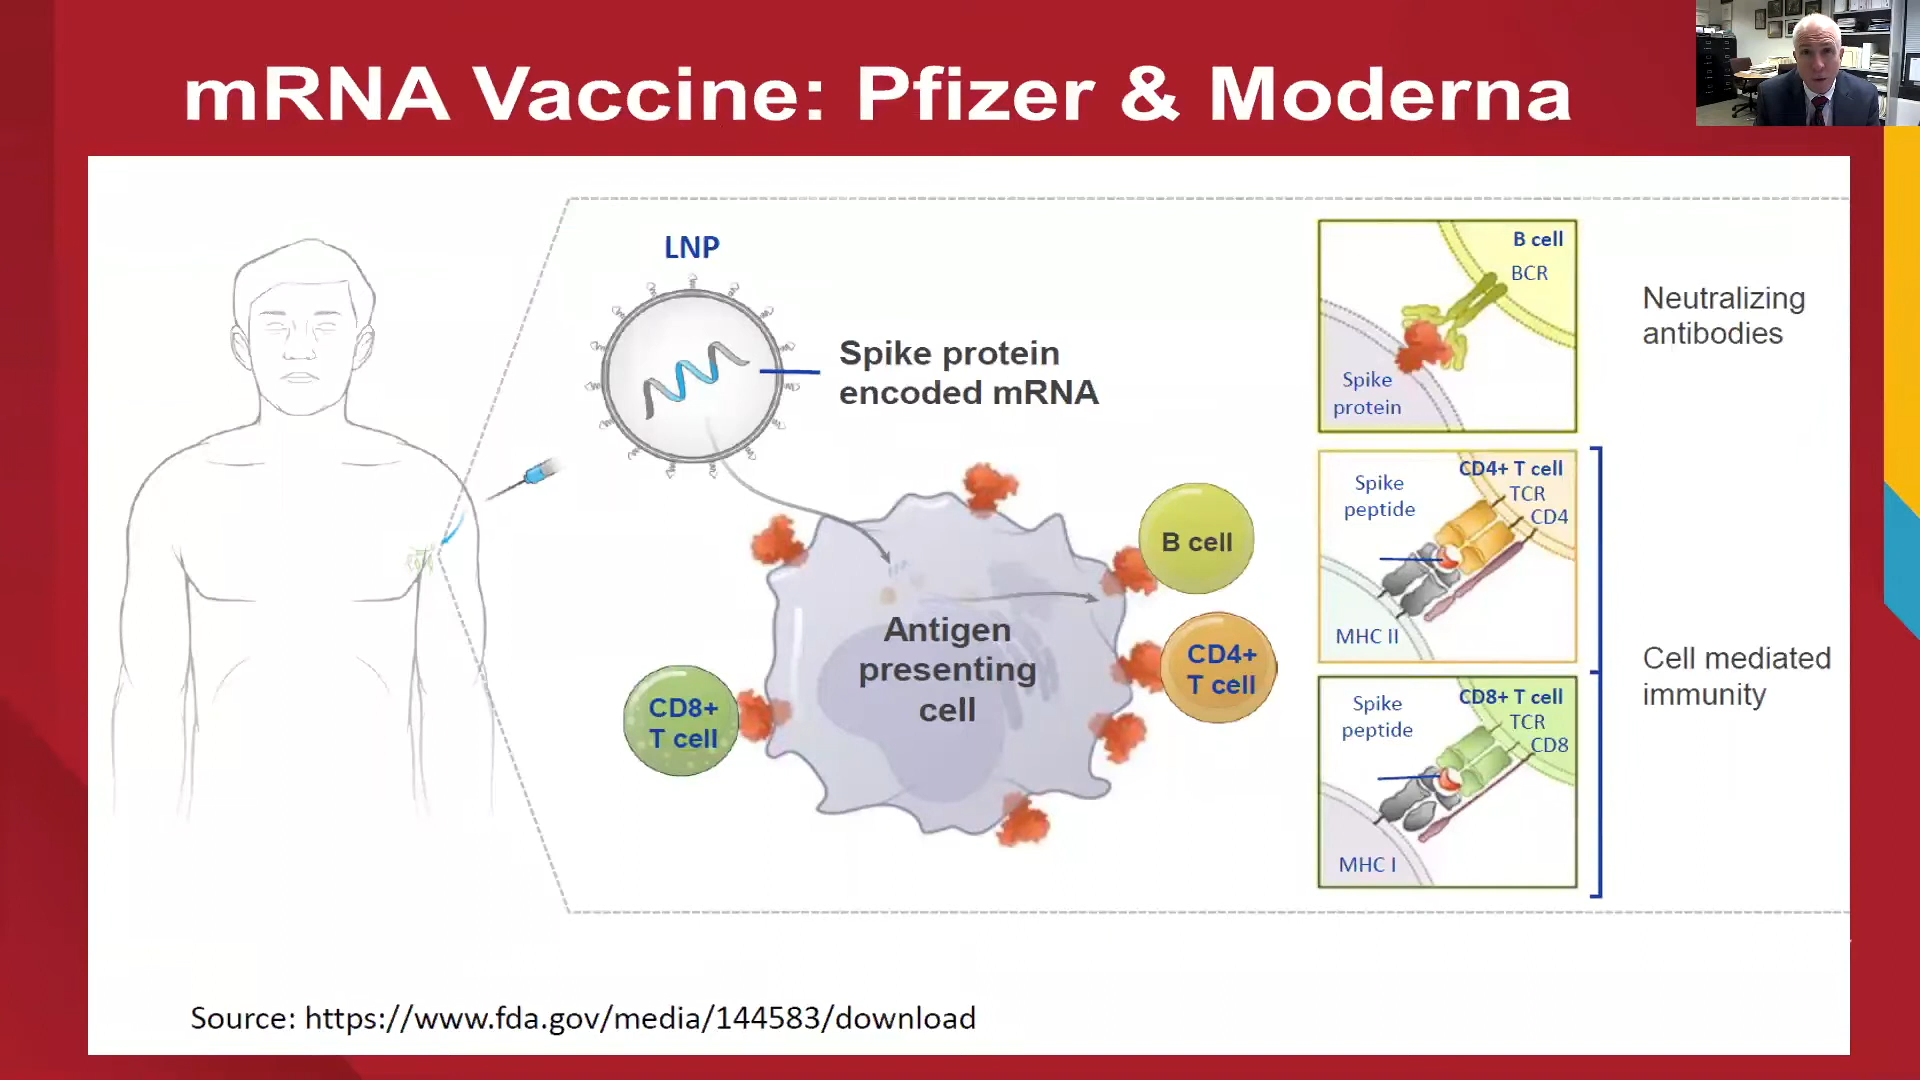 mRNA Vaccine: Pfizer & Moderna
LNP
Spike protein
encoded mRNA
Antigen
presenting
cell
B cell
CD4+
T cell
CD8+
T cell
B cell
BCR
Spike
protein
Neutralizing
antibodies
CD4+ T cell
TCR
CD4
Spike
peptide
MHC II
CD8+ T cell
TCR
CD8
Spike
peptide
MHC I
Cell mediated
immunity
Source: https://www.fda.gov/media/144583/download